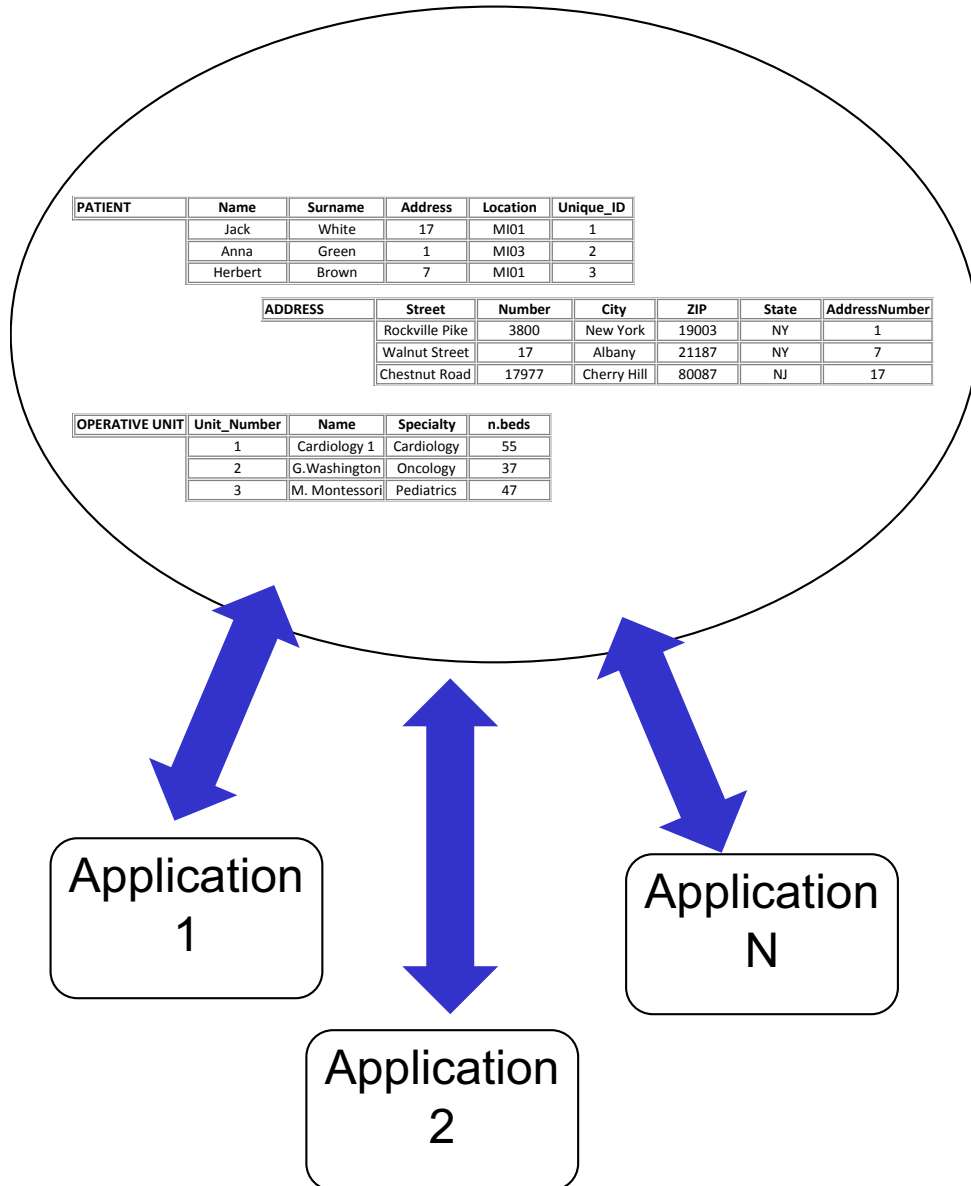 PATIENT Name Surname Address Location Unique_ID
Jack White 17 MI01 1
Anna Green 1 MI03 2
Herbert Brown 7 MI01 3
ADDRESS Street Number City ZIP State AddressNumber
Rockville Pike 3800 New York 19003 NY 1
Walnut Street 17 Albany 21187 NY 7
Chestnut Road 17977 Cherry Hill 80087 NJ 17
OPERATIVE UNIT Unit_Number Name Specialty n.beds
1 Cardiology 1 Cardiology 55
2 G.Washington Oncology 37
3 M. Montessori Pediatrics 47
Application
1
Application
2
Application
N